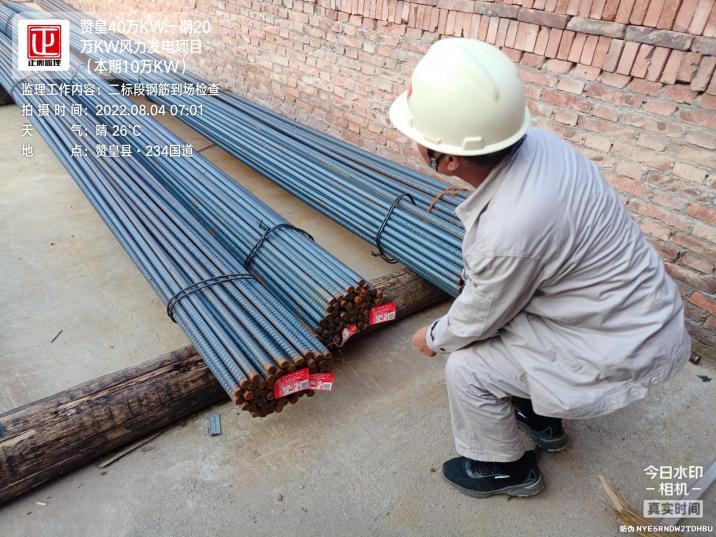 赞皇40万KW一期20
万KW风力发电项目
（本期10万KW）
监理工作内容：二标段钢筋到场检查
拍摄时间：2022.08.04 07:01
天气：晴 26℃
地点：赞皇县·234国道
今日水印
相机
真实时间
防伪 NYE6RNDW2TDHBU